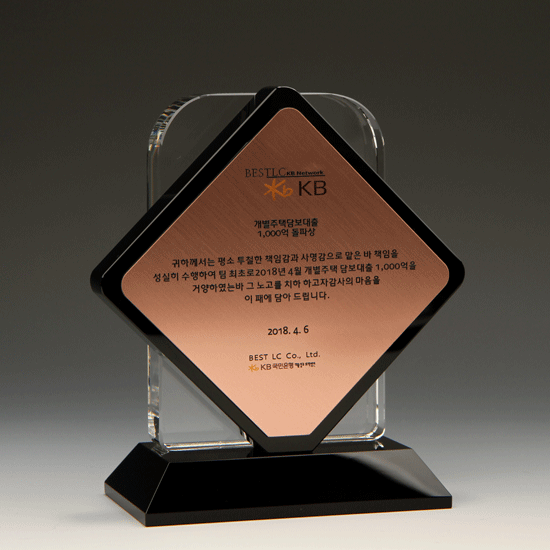 BEST LC KB Network
KB
개별주택담보대출
1,000억 돌파상
귀하께서는 평소 투철한 책임감과 사명감으로 맡은 바 책임을
성실히 수행하여 팀 최초로2018년 4월 개별주택 담보대출 1,000억을
거양하였는바 그 노고를 치하 하고자감사의 마음을
이 패에 담아 드립니다.
2018. 4. 6
BEST LC Co., Ltd.
KB국민은행